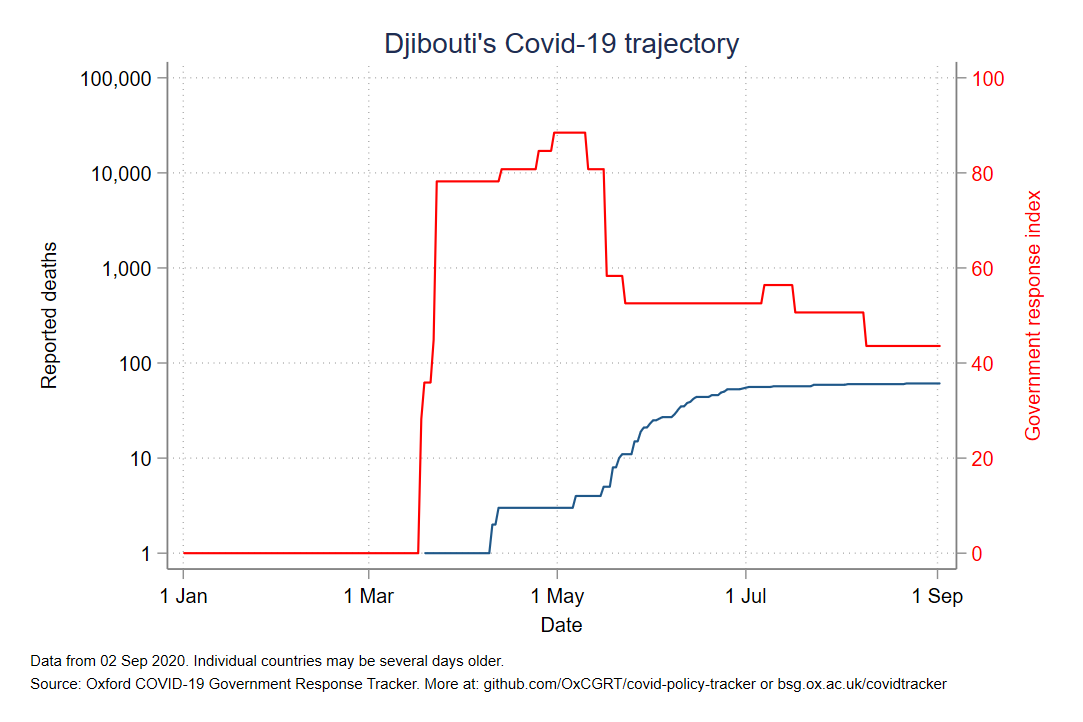 Djibouti's Covid-19 trajectory
100,000
10,000
1,000
100
10
1
Reported deaths
100
80
60
40
20
0
Government response index
1 Jan
1 Mar
1 May
1 Jul
1 Sep
Date
Data from 02 Sep 2020. Individual countries may be several days older.
Source: Oxford COVID-19 Government Response Tracker. More at: github.com/OxCGRT/covid-policy-tracker or bsg.ox.ac.uk/covidtracker